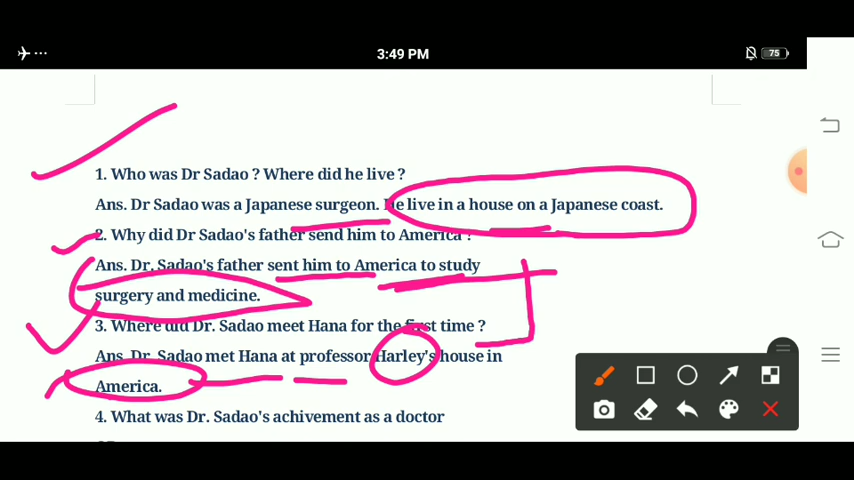 3:49 PM
75
1. Who was Dr Sadao ? Where did he live ?
Ans. Dr Sadao was a Japanese surgeon. He live in a house on a Japanese coast.
2. Why did Dr Sadao's father send him to America ?
Ans. Dr. Sadao's father sent him to America to study
surgery and medicine.
3. Where did Dr. Sadao meet Hana for the first time ?
Ans. Dr. Sadao met Hana at professor Harley's house in
America.
4. What was Dr. Sadao's achivement as a doctor